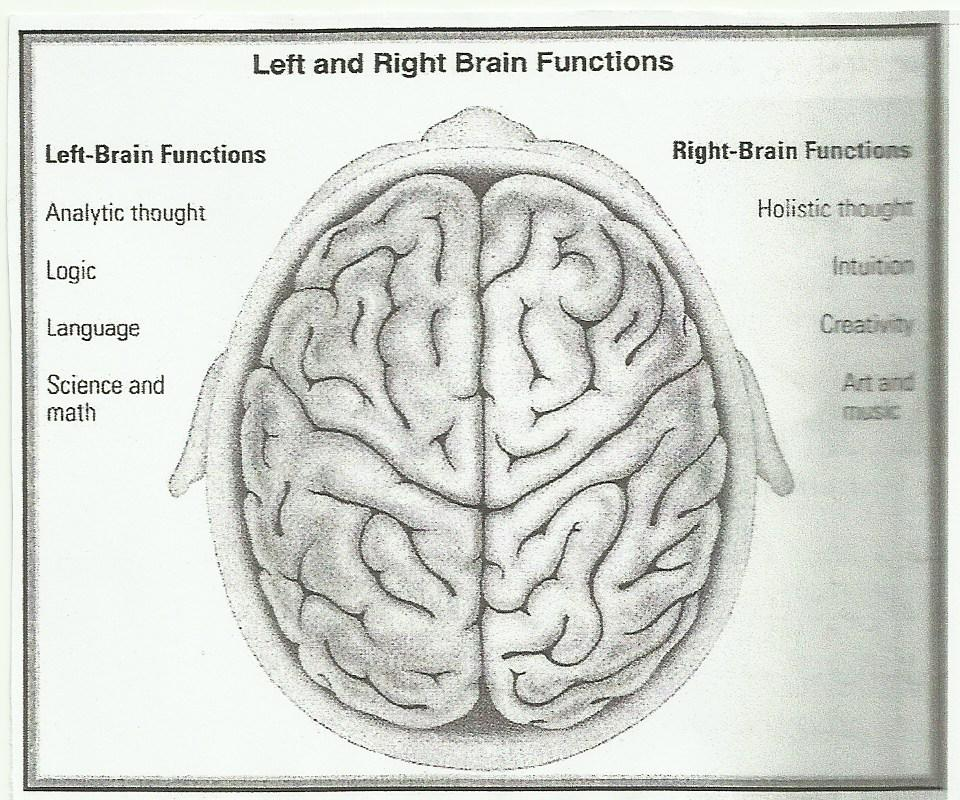 Left and Right Brain Functions
Left-Brain Functions
Analytic thought
Logic
Language
Science and
math
Right-Brain Functions
Holistic thought
Intuition
Creativity
Art and
music